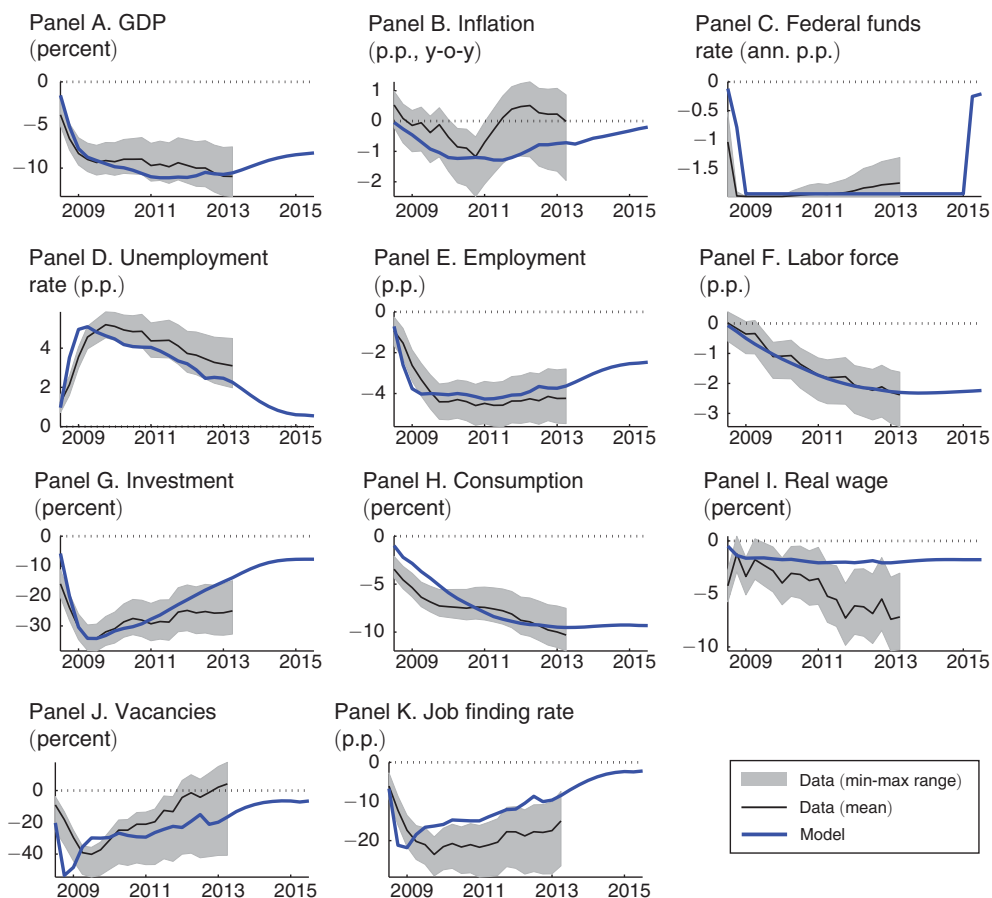 Panel A. GDP
(percent)
0
−5
−10
2009 2011 2013 2015
Panel B. Inflation
(p.p., y-o-y)
1
0
−1
−2
2009 2011 2013 2015
Panel C. Federal funds
rate (ann. p.p.)
0
−0.5
−1
−1.5
2009 2011 2013 2015
Panel D. Unemployment
rate (p.p.)
4
2
0
2009 2011 2013 2015
Panel E. Employment
(p.p.)
0
−2
−4
2009 2011 2013 2015
Panel F. Labor force
(p.p.)
0
−1
−2
−3
2009 2011 2013 2015
Panel G. Investment
(percent)
0
−10
−20
−30
2009 2011 2013 2015
Panel H. Consumption
(percent)
0
−5
−10
2009 2011 2013 2015
Panel I. Real wage
(percent)
0
−5
−10
2009 2011 2013 2015
Panel J. Vacancies
(percent)
0
−20
−40
2009 2011 2013 2015
Panel K. Job finding rate
(p.p.)
0
−10
−20
2009 2011 2013 2015
Data (min-max range)
Data (mean)
Model